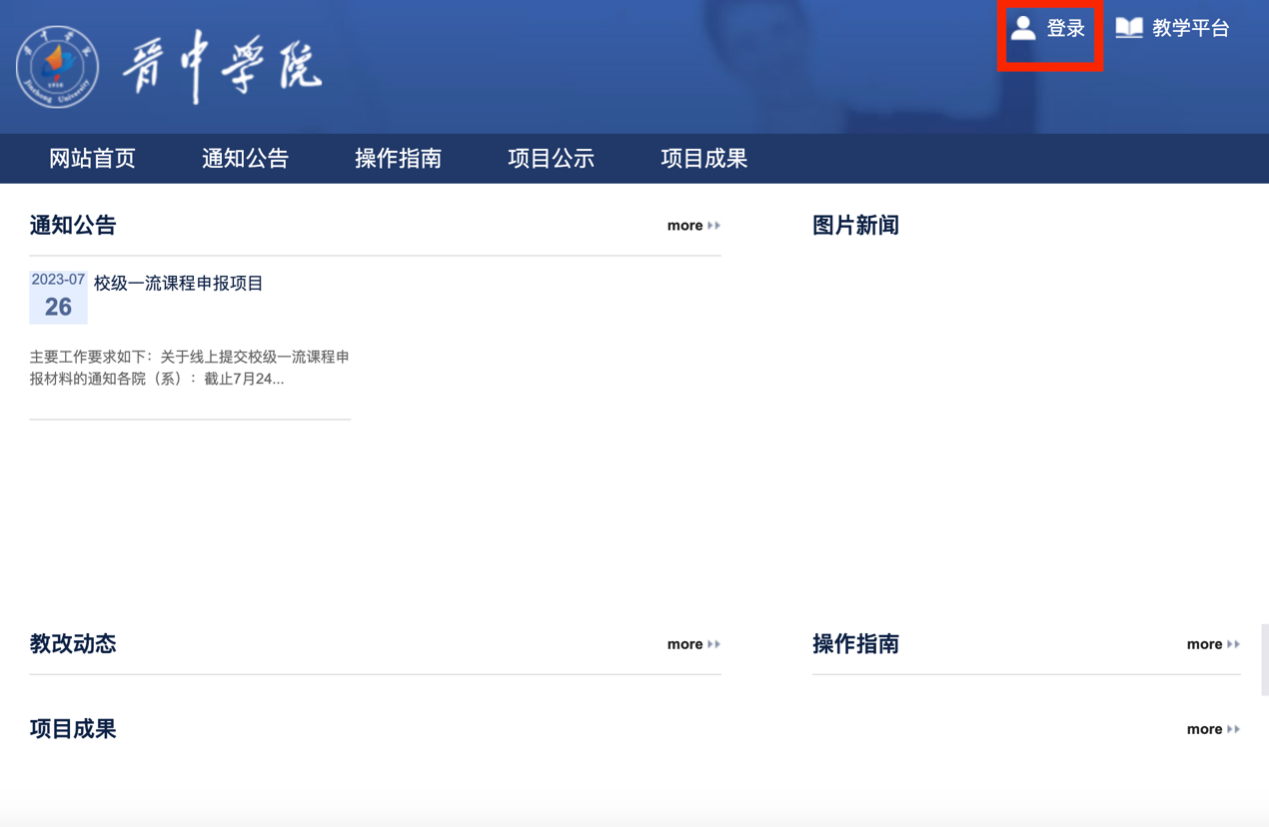 晋中学院
Jinzhong University
登录
教学平台
网站首页 通知公告 操作指南 项目公示 项目成果
通知公告
more
2023-07
26
校级一流课程申报项目
主要工作要求如下：关于线上提交校级一流课程申
报材料的通知各院（系）：截止7月24...
图片新闻
教改动态
more
操作指南
more
项目成果
more